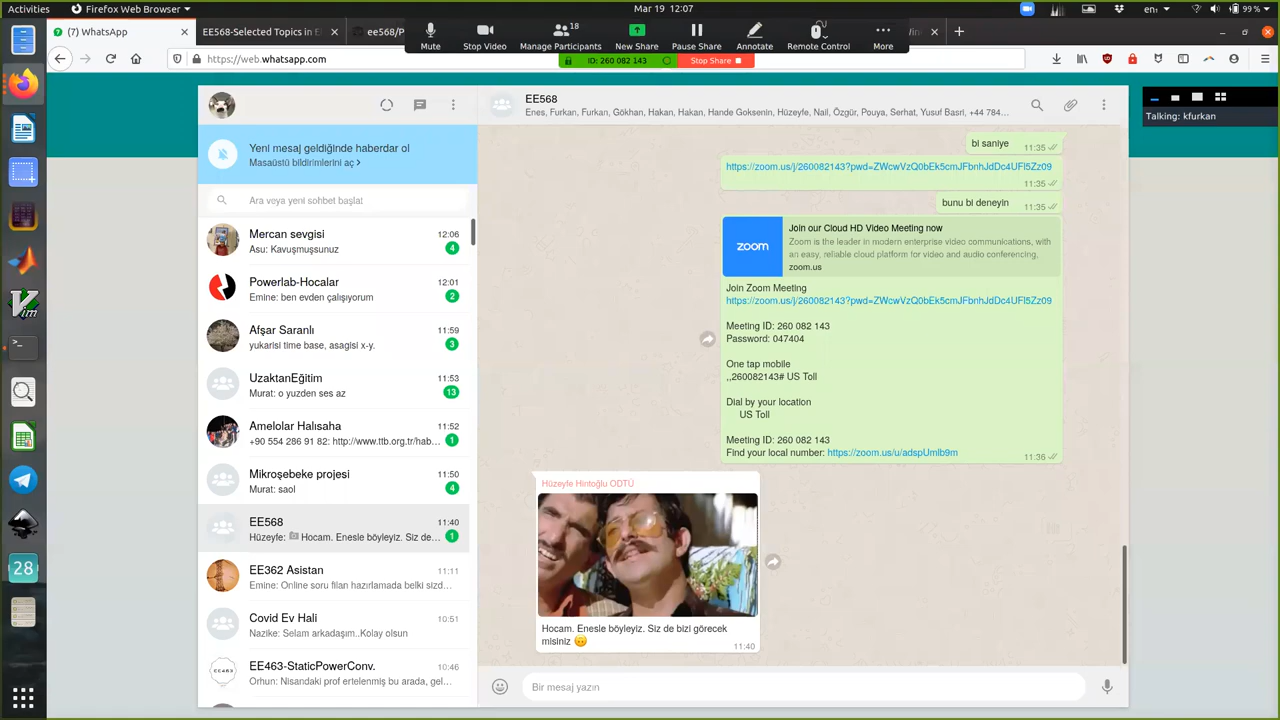 Activities
Firefox Web Browser
Mar 19 12:07
en
99 %
(7) WhatsApp
EE568-Selected Topics in E
ee568/P
18
Mute
Stop Video
Manage Participants
New Share
Pause Share
Annotate
Remote Control
More
ID: 260 082 143
Stop Share
https://web.whatsapp.com
Talking: kfurkan
Yeni mesaj geldiğinde haberdar ol
Masaüstü bildirimlerini aç
Ara veya yeni sohbet başlat
Mercan sevgisi
12:06
Asu: Kavuşmuşsunuz
4
Powerlab-Hocalar
12:01
Emine: ben evden çalışıyorum
2
Afşar Saranlı
11:59
yukarisi time base, asagisi x-y.
3
UzaktanEğitim
11:53
Murat: o yuzden ses az
13
Amelolar Halısaha
11:52
+90 554 286 91 82: http://www.ttb.org.tr/hab...
1
Mikroşebeke projesi
11:50
Murat: saol
4
EE568
11:40
Hüzeyfe: Hocam. Enesle böyleyiz. Siz de...
1
EE362 Asistan
11:11
Emine: Online soru filan hazırlamada belki sizd...
Covid Ev Hali
10:51
Nazike: Selam arkadaşım..Kolay olsun
EE463-StaticPowerConv.
10:46
Orhun: Nisandaki prof ertelenmiş bu arada, gel...
EE463
28
EE568
Enes, Furkan, Furkan, Gökhan, Hakan, Hakan, Hande Goksenin, Hüzeyfe, Nail, Özgür, Pouya, Serhat, Yusuf Basri, +44 784...
bi saniye
11:35
https://zoom.us/j/260082143?pwd=ZWcwVzQ0bEk5cmJFbnhJdDc4UFl5Zz09
11:35
bunu bi deneyin
11:35
zoom
Join our Cloud HD Video Meeting now
Zoom is the leader in modern enterprise video communications, with
an easy, reliable cloud platform for video and audio conferencing,
zoom.us
Join Zoom Meeting
https://zoom.us/j/260082143?pwd=ZWcwVzQ0bEk5cmJFbnhJdDc4UFl5Zz09
Meeting ID: 260 082 143
Password: 047404
One tap mobile
,,260082143# US Toll
Dial by your location
US Toll
Meeting ID: 260 082 143
Find your local number: https://zoom.us/u/adspUmlb9m
11:36
Hüzeyfe Hintoğlu ODTÜ
Hocam. Enesle böyleyiz. Siz de bizi görecek
misiniz 🙃
11:40
Bir mesaj yazın